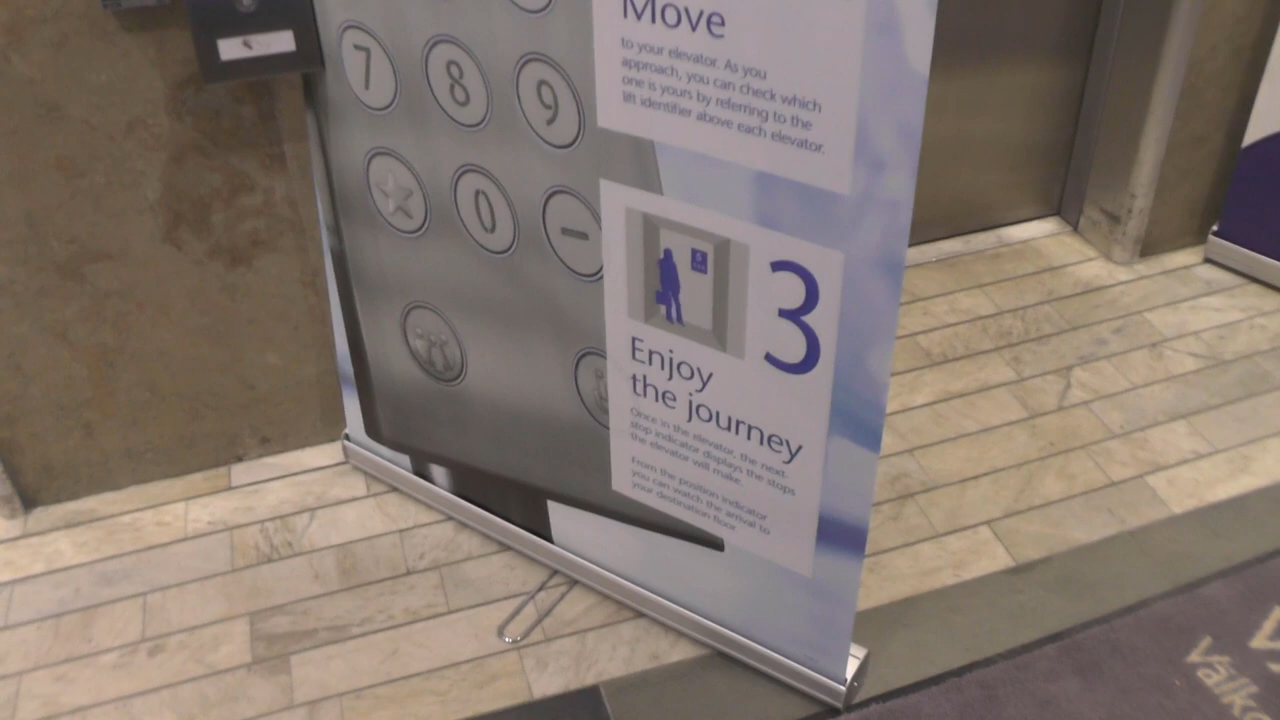 7 8 9
0 -
Move
to your elevator. As you
approach, you can check which
one is yours by referring to the
lift identifier above each elevator.
5
3
Enjoy
the journey
Once in the elevator, the next-
stop indicator displays the stops
the elevator will make.
From the position indicator
you can watch the arrival to
your destination floor.
Välko